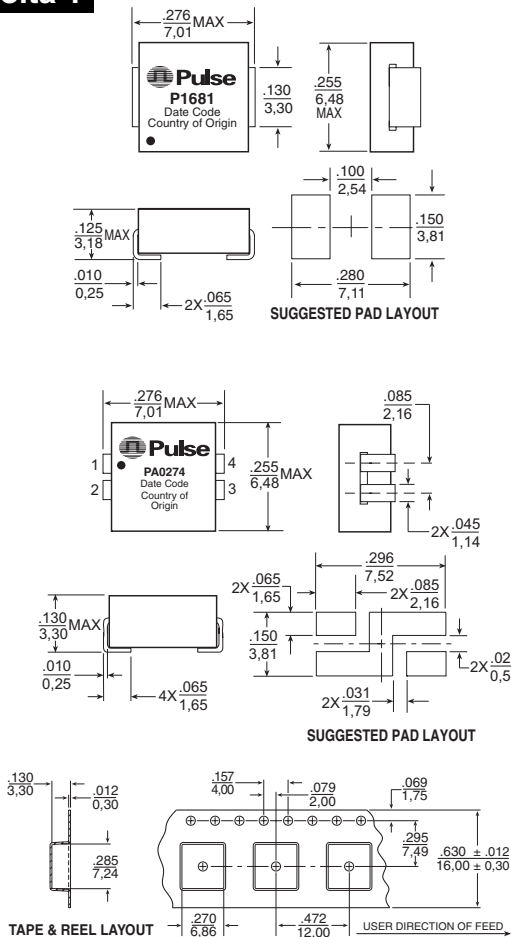 .276
7,01
MAX
Pulse
P1681
Date Code
Country of Origin
.130
3,30
.255
6,48
MAX
.100
2,54
.150
3,81
.125
3,18
MAX
.010
0,25
2X .065
1,65
.280
7,11
SUGGESTED PAD LAYOUT
.276
7,01
MAX
1
2
Pulse
PA0274
Date Code
Country of
Origin
4
3
.255
6,48
MAX
.085
2,16
2X .045
1,14
.296
7,52
2X .065
1,65
2X .085
2,16
.130
3,30
MAX
.150
3,81
.010
0,25
4X .065
1,65
2X .031
1,79
2X .02
0,5
SUGGESTED PAD LAYOUT
.130
3,30
.012
0,30
.285
7,24
TAPE & REEL LAYOUT
.157
4,00
.079
2,00
.069
1,75
.295
7,49
.630 ± .012
16,00 ± 0,30
.270
6,86
.472
12,00
USER DIRECTION OF FEED